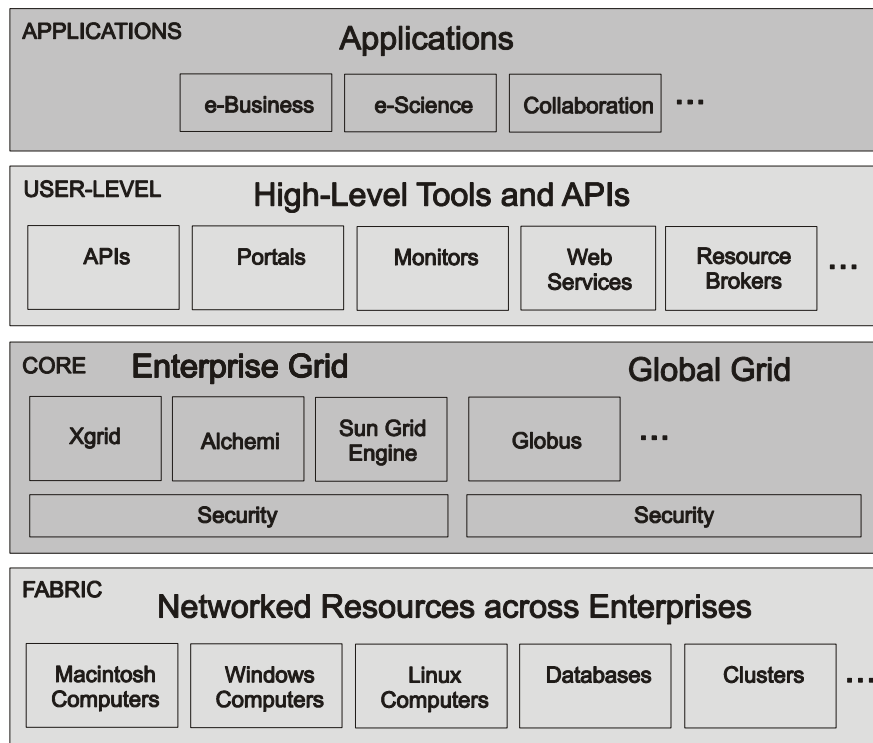 APPLICATIONS
Applications
e-Business
e-Science
Collaboration
...
USER-LEVEL
High-Level Tools and APIs
APIs
Portals
Monitors
Web
Services
Resource
Brokers
...
CORE
Enterprise Grid
Global Grid
Xgrid
Alchemi
Sun Grid
Engine
Globus
...
Security
Security
FABRIC
Networked Resources across Enterprises
Macintosh
Computers
Windows
Computers
Linux
Computers
Databases
Clusters
...